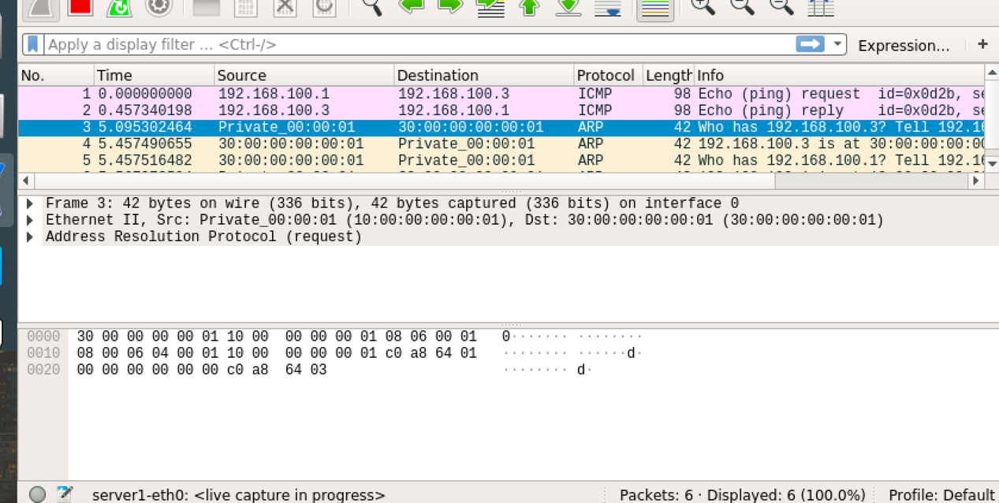 Apply a display filter ... <Ctrl-/> Expression... +
No. Time Source Destination Protocol Length Info
1 0.000000000 192.168.100.1 192.168.100.3 ICMP 98 Echo (ping) request id=0x0d2b, se
2 0.457340198 192.168.100.3 192.168.100.1 ICMP 98 Echo (ping) reply id=0x0d2b, se
3 5.095302464 Private_00:00:01 30:00:00:00:00:01 ARP 42 Who has 192.168.100.3? Tell 192.16
4 5.457490655 30:00:00:00:00:01 Private_00:00:01 ARP 42 192.168.100.3 is at 30:00:00:00:00
5 5.457516482 30:00:00:00:00:01 Private_00:00:01 ARP 42 Who has 192.168.100.1? Tell 192.16
Frame 3: 42 bytes on wire (336 bits), 42 bytes captured (336 bits) on interface 0
Ethernet II, Src: Private_00:00:01 (10:00:00:00:00:01), Dst: 30:00:00:00:00:01 (30:00:00:00:00:01)
Address Resolution Protocol (request)
0000 30 00 00 00 00 01 10 00 00 00 00 01 08 06 00 01 0······· ········
0010 08 00 06 04 00 01 10 00 00 00 00 01 c0 a8 64 01 ········ ······d·
0020 00 00 00 00 00 00 c0 a8 64 03 ········ d·
server1-eth0: <live capture in progress> Packets: 6 · Displayed: 6 (100.0%) Profile: Default